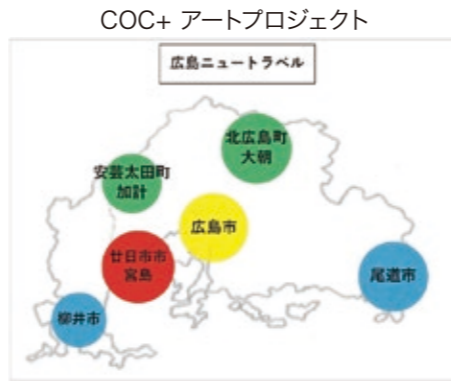 COC+ アートプロジェクト
広島ニュートラベル
北広島町
大朝
安芸太田町
加計
広島市
廿日市市
宮島
尾道市
柳井市